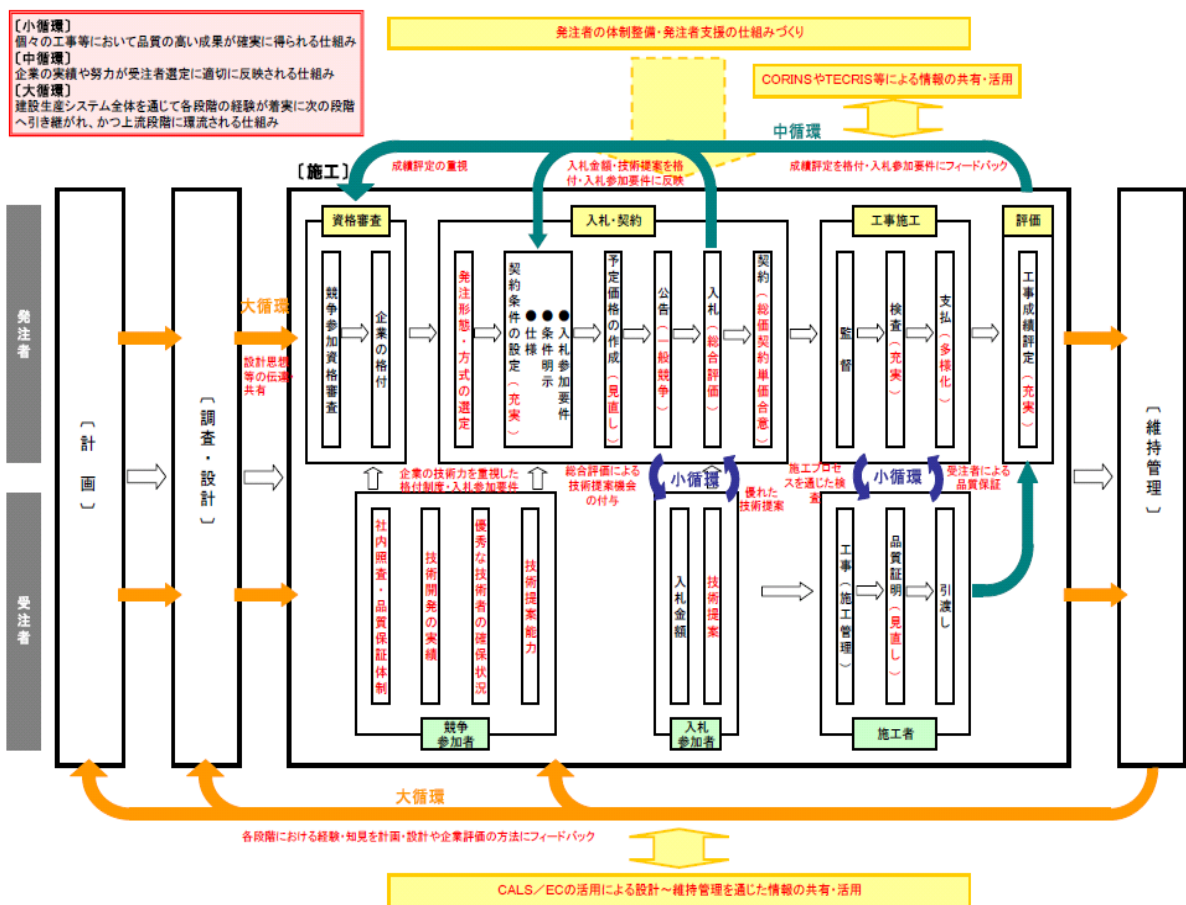 〔小循環〕
個々の工事等において品質の高い成果が確実に得られる仕組み
〔中循環〕
企業の実績や努力が受注者選定に適切に反映される仕組み
〔大循環〕
建設生産システム全体を通じて各段階の経験が着実に次の段階
へ引き継がれ、かつ上流段階に環流される仕組み
発注者の体制整備・発注者支援の仕組みづくり
CORINSやTECRIS等による情報の共有・活用
中循環
〔施工〕
成績評定の重視
入札金額・技術提案を格
付・入札参加要件に反映
成績評定を格付・入札参加要件にフィードバック
発注者
受注者
〔計画〕
〔調査・設計〕
大循環
設計思想
等の伝達・
共有
資格審査
競争参加資格審査
企業の格付
入札・契約
発注形態・方式の選定
契約条件の設定(充実)
●仕様
●条件明示
●入札参加要件
予定価格の作成(見直し)
公告(一般競争)
入札(総合評価)
契約(総価契約単価合意)
工事施工
監督
検査(充実)
支払(多様化)
評価
工事成績評定(充実)
〔維持管理〕
企業の技術力を重視した
格付制度・入札参加要件
総合評価による
技術提案機会
の付与
小循環
優れた
技術提案
施工プロセ
スを通じた検
査
小循環
受注者による
品質保証
社内照査・品質保証体制
技術開発の実績
優秀な技術者の確保状況
技術提案能力
競争
参加者
入札金額
技術提案
入札
参加者
工事(施工管理)
品質証明(見直し)
引渡し
施工者
大循環
各段階における経験・知見を計画・設計や企業評価の方法にフィードバック
CALS/ECの活用による設計~維持管理を通じた情報の共有・活用